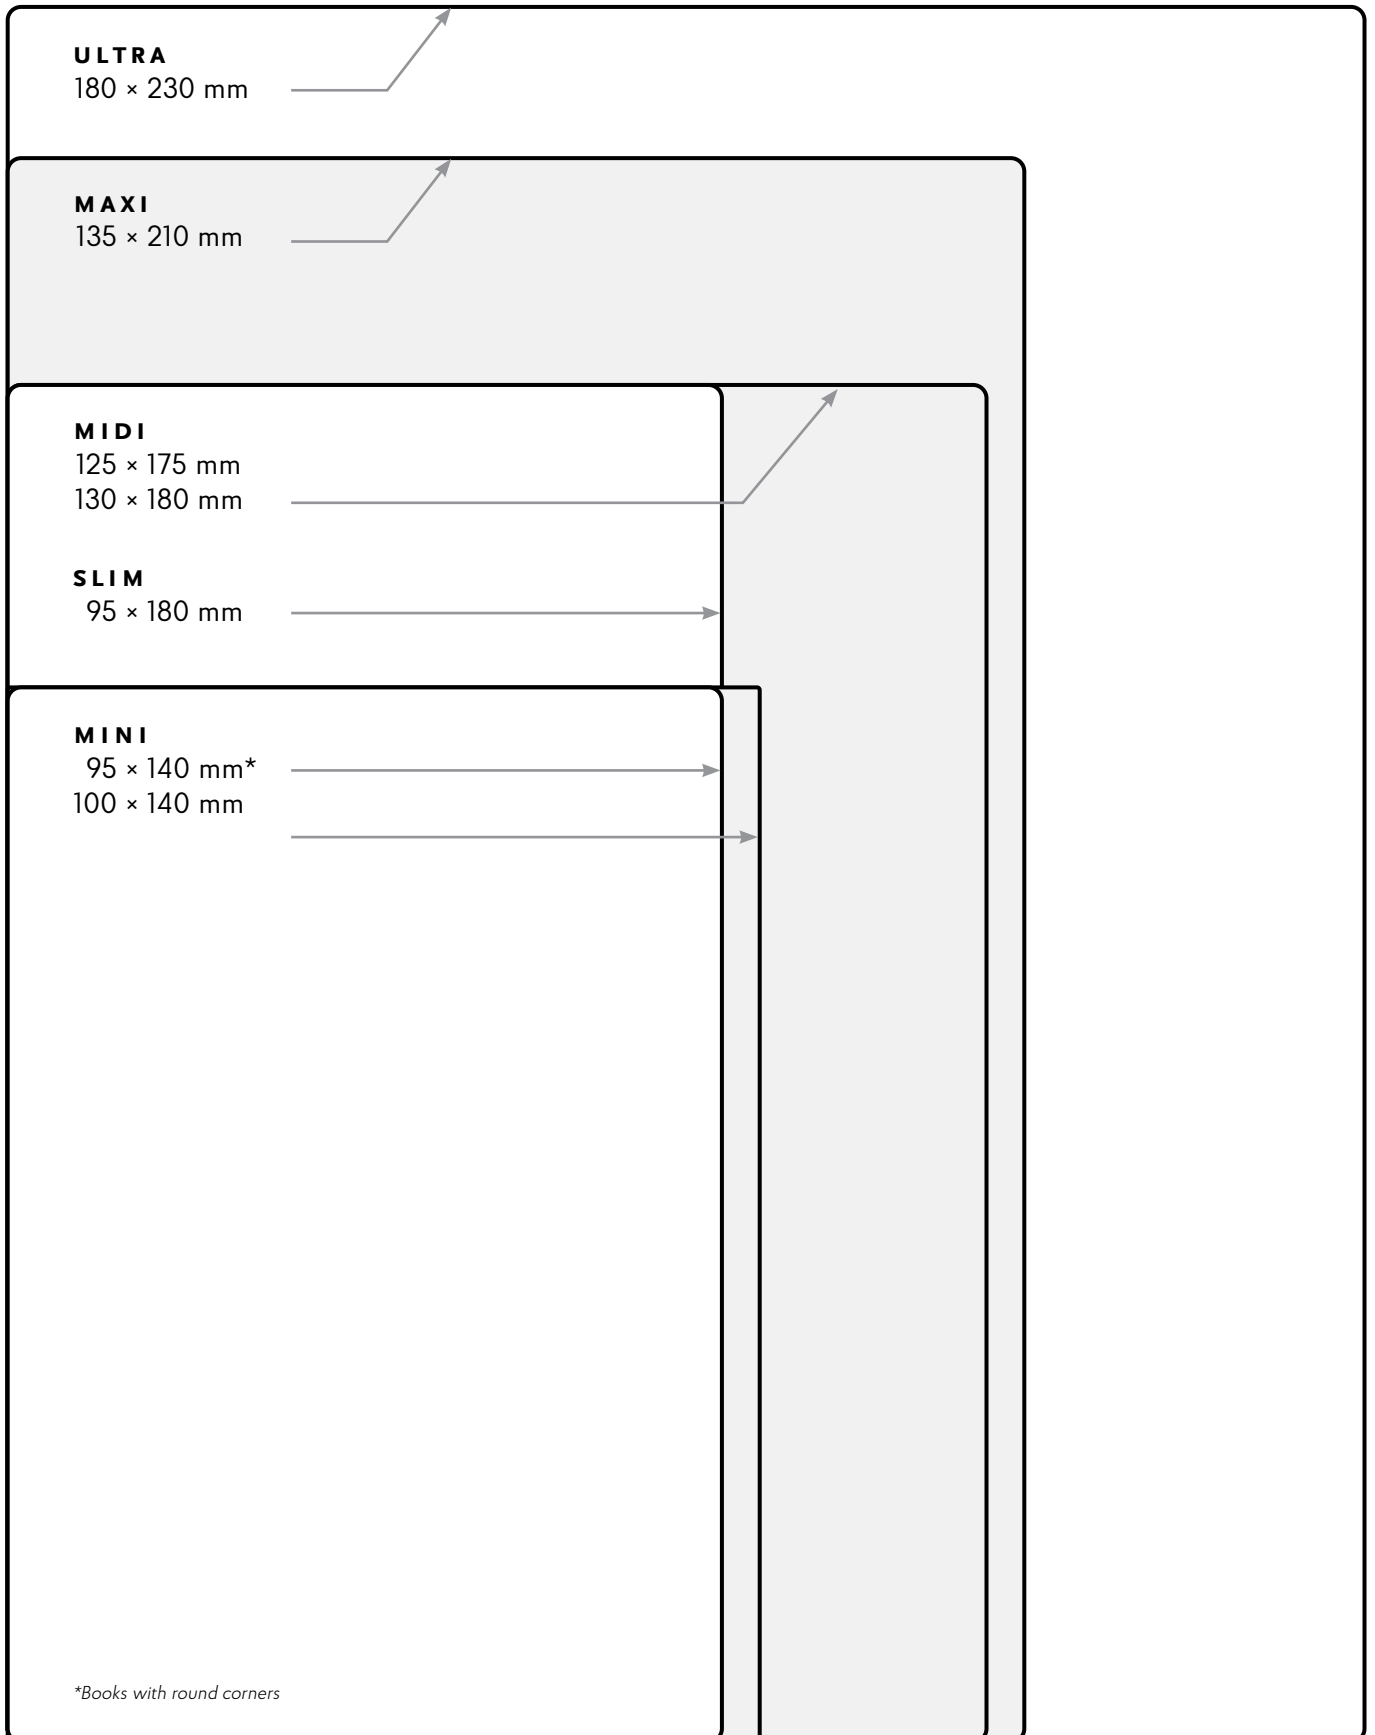 ULTRA
180 × 230 mm
MAXI
135 × 210 mm
MIDI
125 × 175 mm
130 × 180 mm
SLIM
95 × 180 mm
MINI
95 × 140 mm*
100 × 140 mm
*Books with round corners